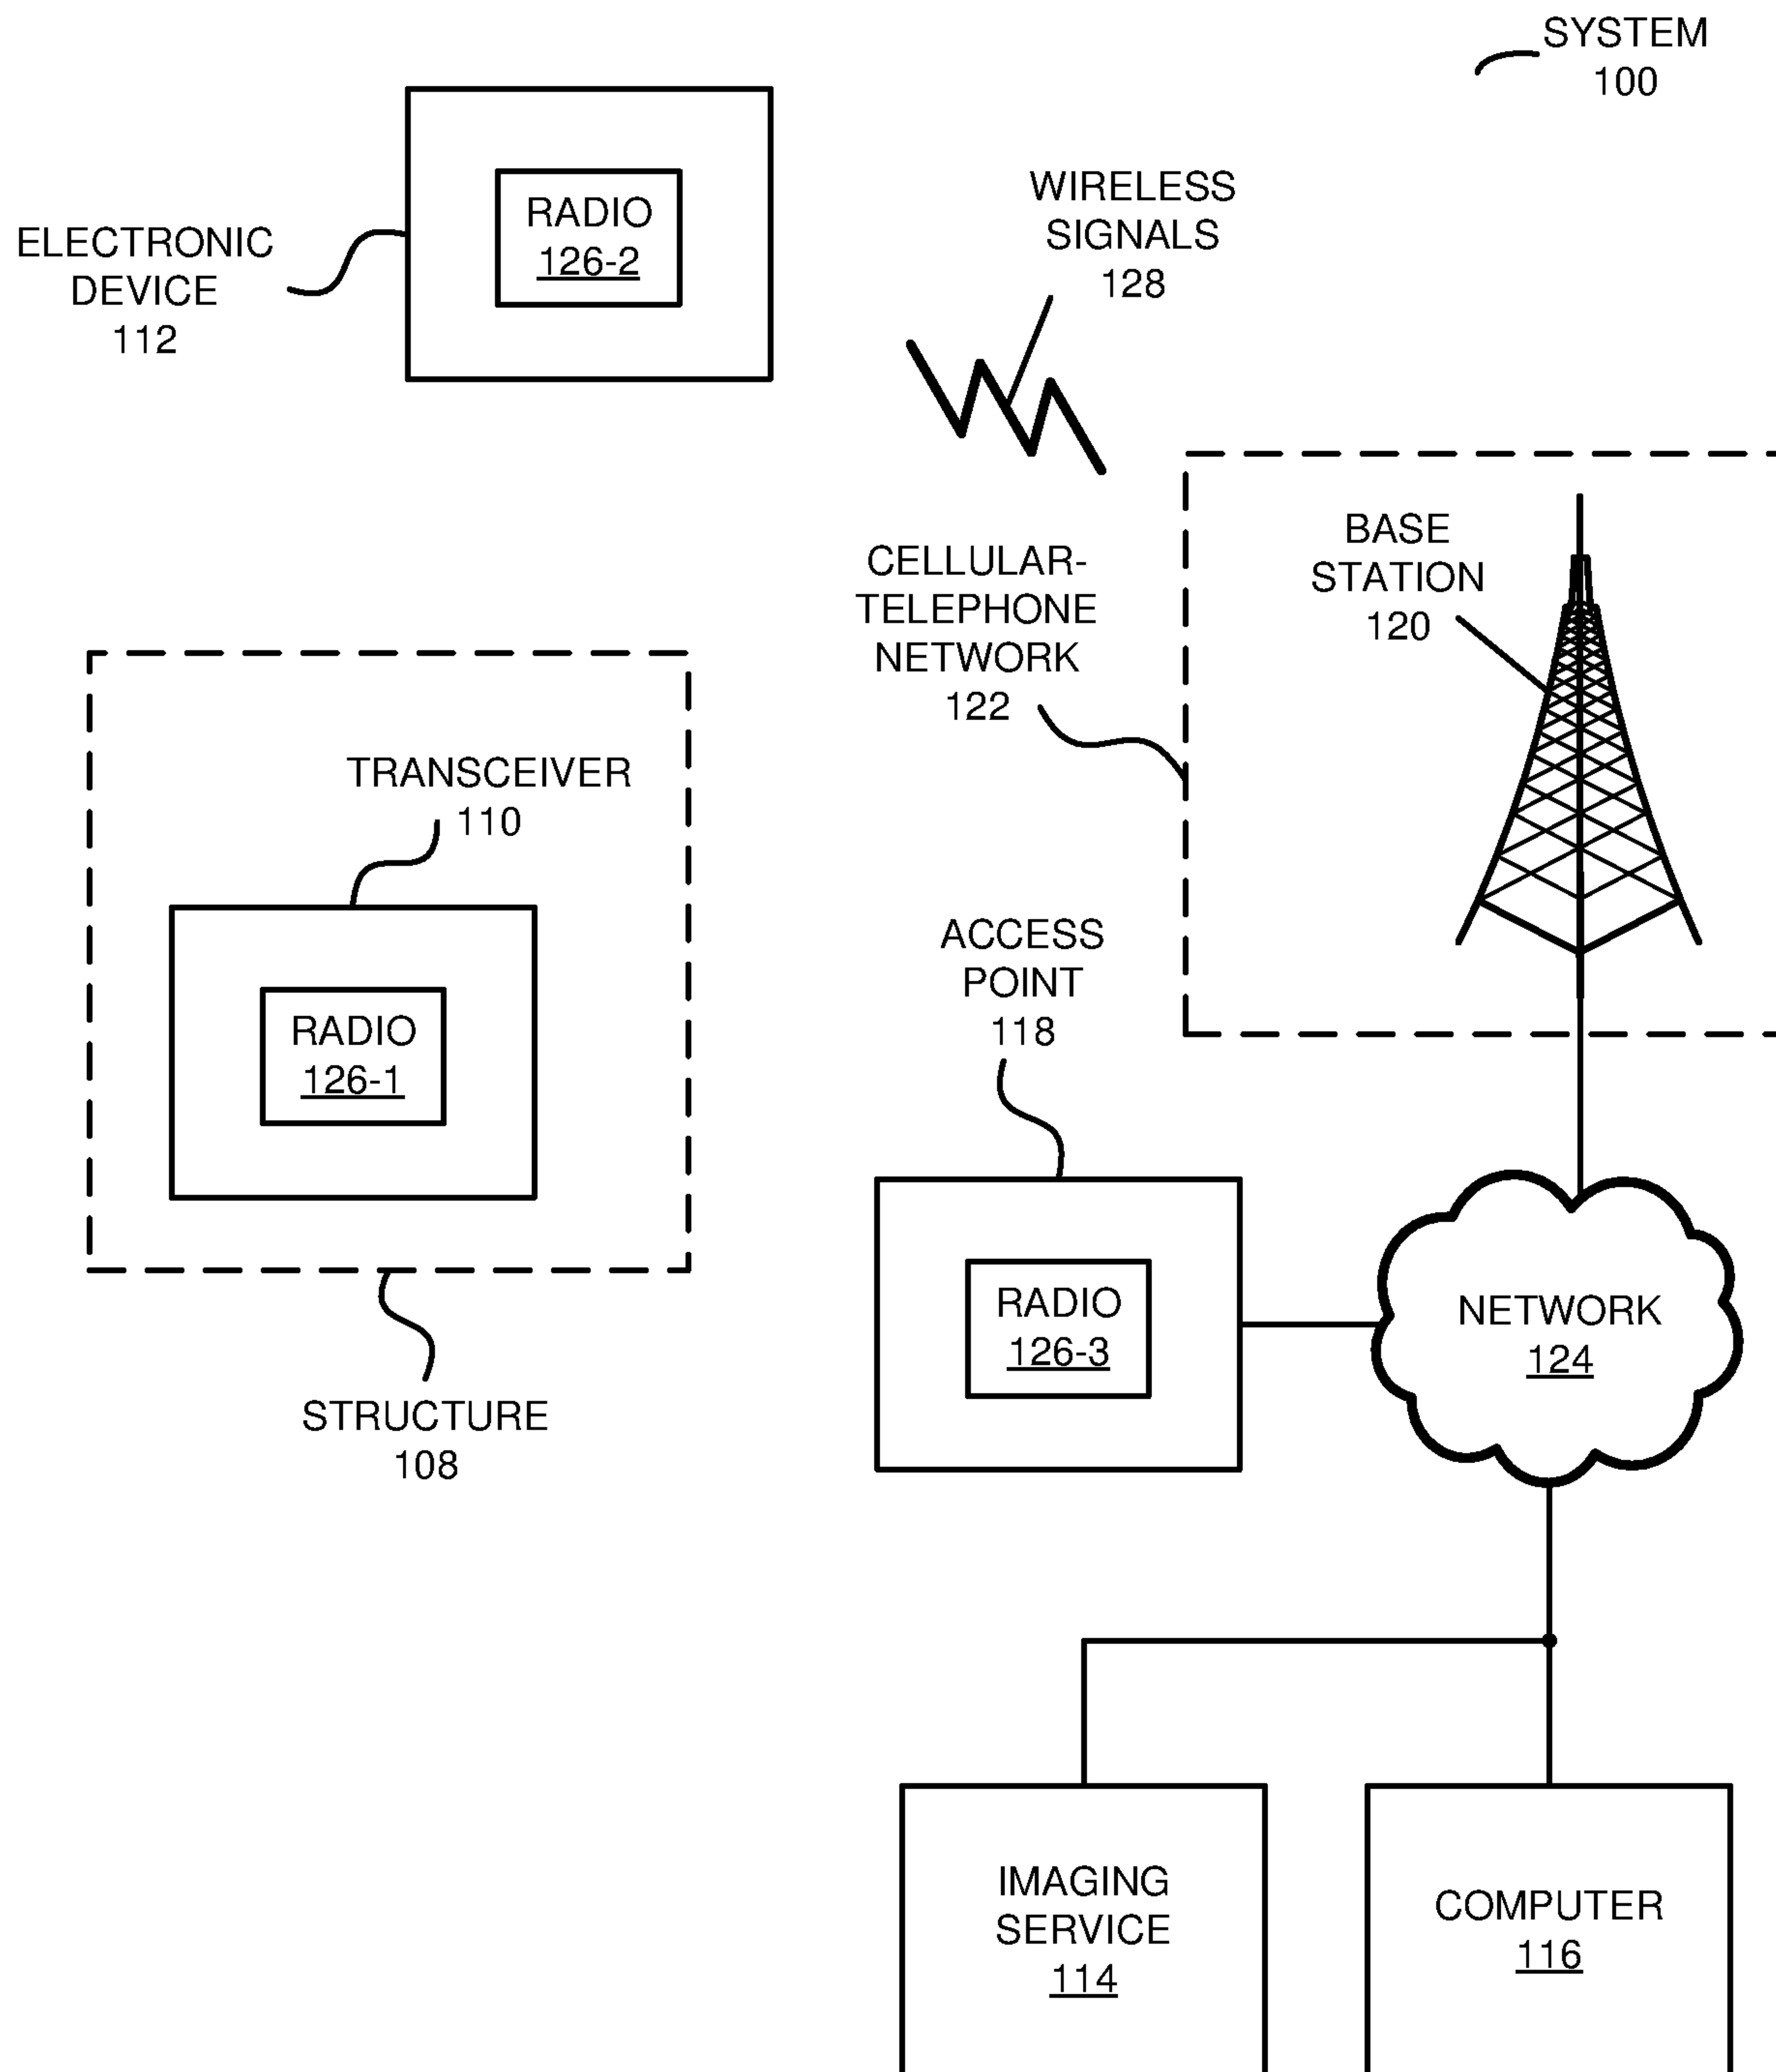 SYSTEM
100
RADIO
126-2
ELECTRONIC
DEVICE
112
WIRELESS
SIGNALS
128
BASE
STATION
120
CELLULAR-
TELEPHONE
NETWORK
122
TRANSCEIVER
110
RADIO
126-1
STRUCTURE
108
ACCESS
POINT
118
RADIO
126-3
NETWORK
124
IMAGING
SERVICE
114
COMPUTER
116